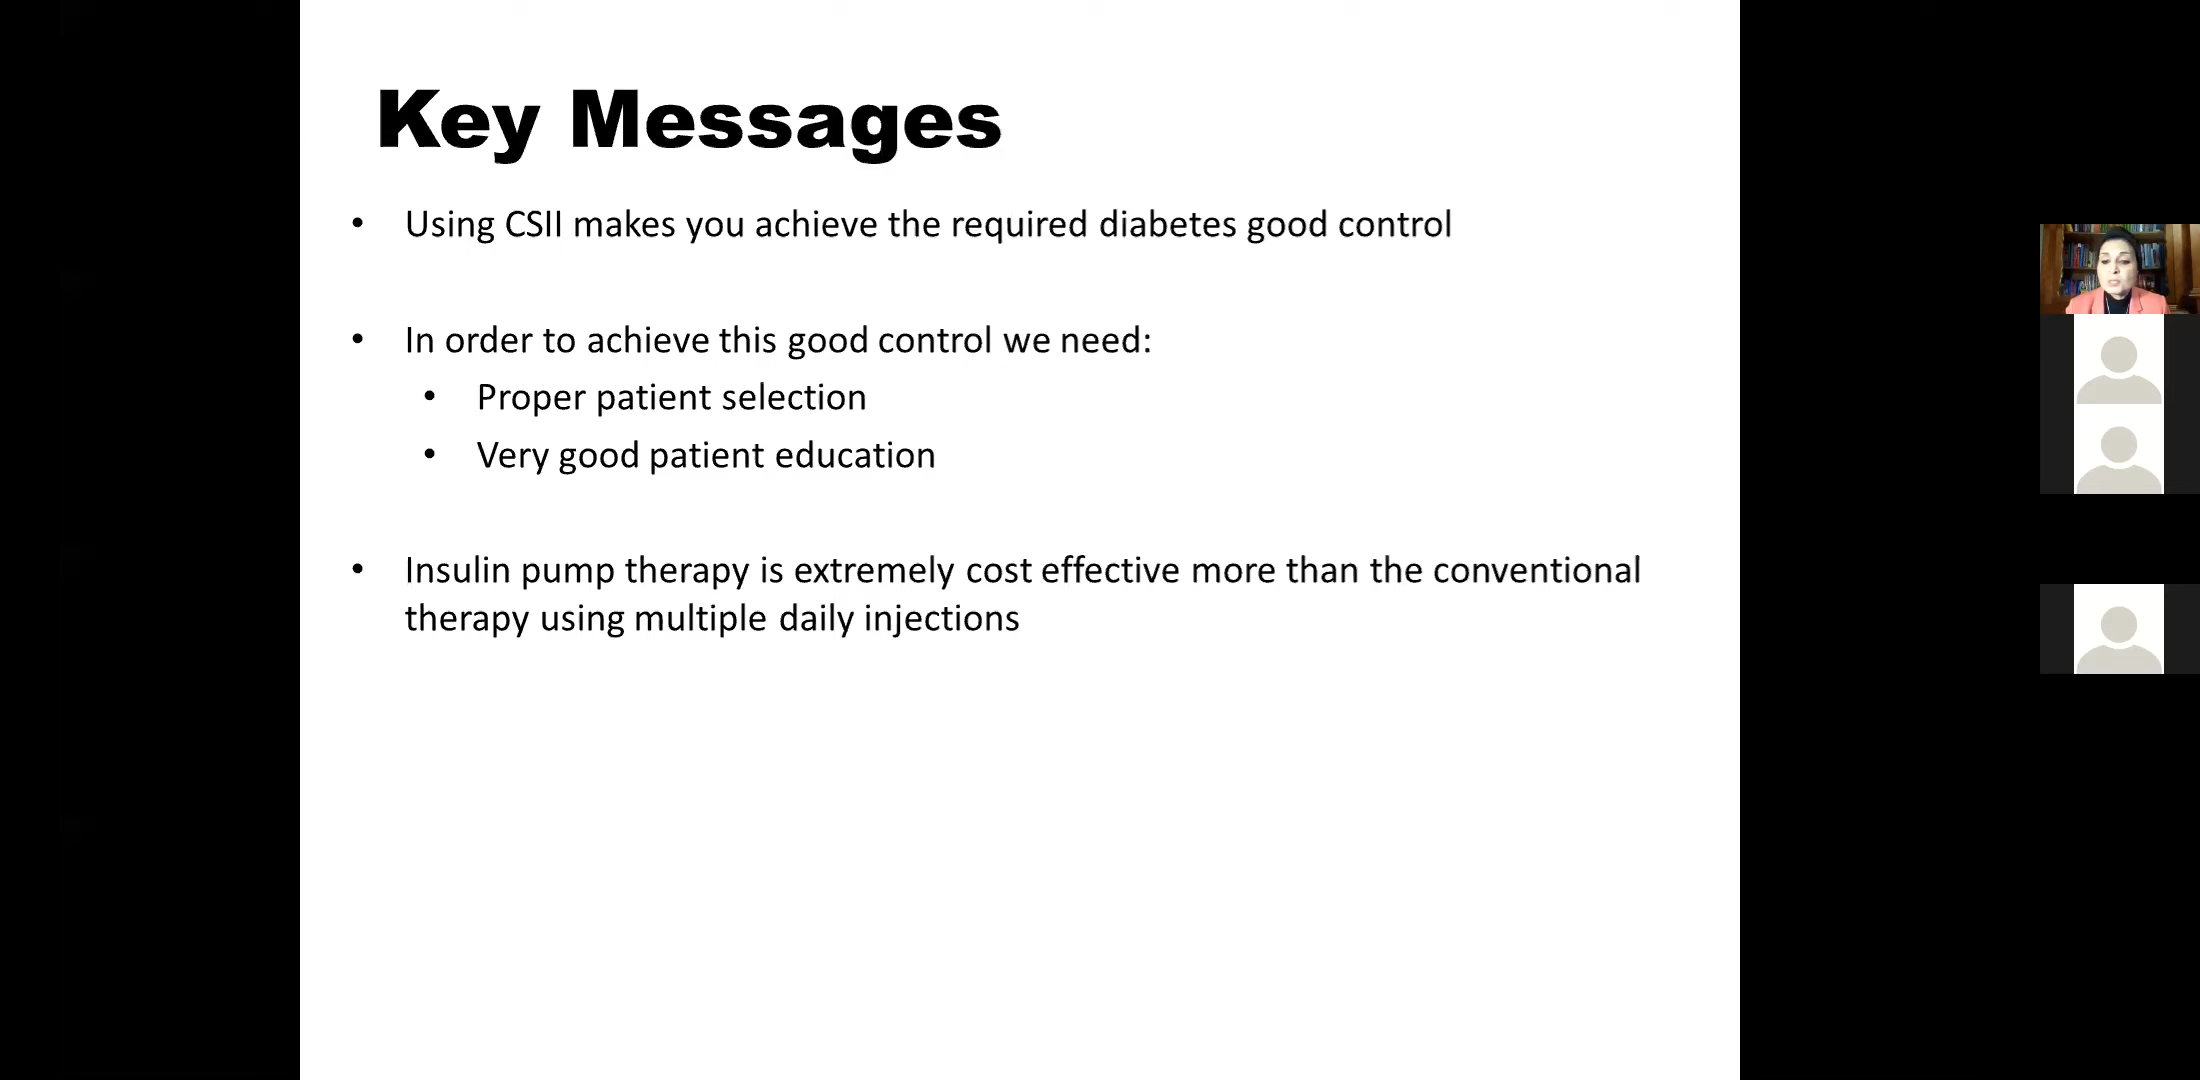 Key Messages
• Using CSII makes you achieve the required diabetes good control
• In order to achieve this good control we need:
• Proper patient selection
• Very good patient education
• Insulin pump therapy is extremely cost effective more than the conventional
therapy using multiple daily injections